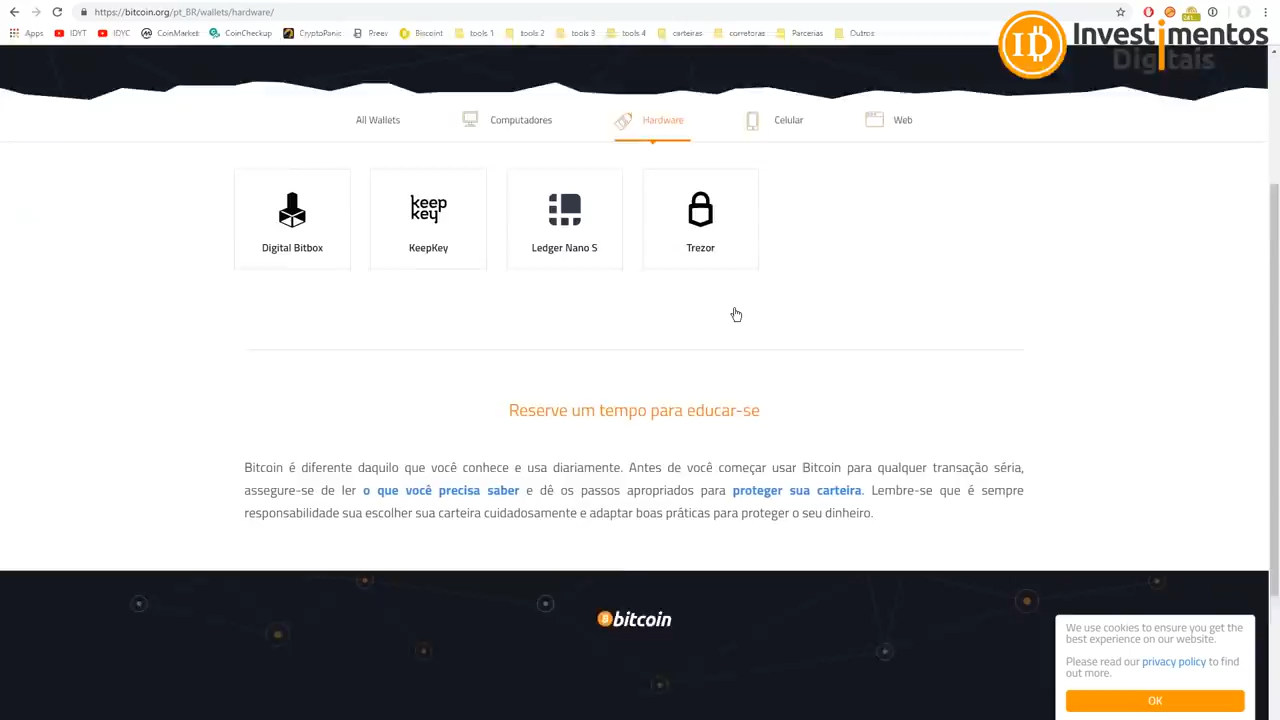 https://bitcoin.org/pt_BR/wallets/hardware/
Apps IDYT IDYC CoinMarket CoinCheckup CryptoPanic Preev Biscoint tools 1 tools 2 tools 3 tools 4 carteiras corretoras Parcerias Outros
ID Investimentos
Digitais
All Wallets Computadores Hardware Celular Web
keep
key
Digital Bitbox KeepKey Ledger Nano S Trezor
Reserve um tempo para educar-se
Bitcoin é diferente daquilo que você conhece e usa diariamente. Antes de você começar usar Bitcoin para qualquer transação séria,
assegure-se de ler o que você precisa saber e dê os passos apropriados para proteger sua carteira. Lembre-se que é sempre
responsabilidade sua escolher sua carteira cuidadosamente e adaptar boas práticas para proteger o seu dinheiro.
bitcoin
We use cookies to ensure you get the
best experience on our website.
Please read our privacy policy to find
out more.
OK